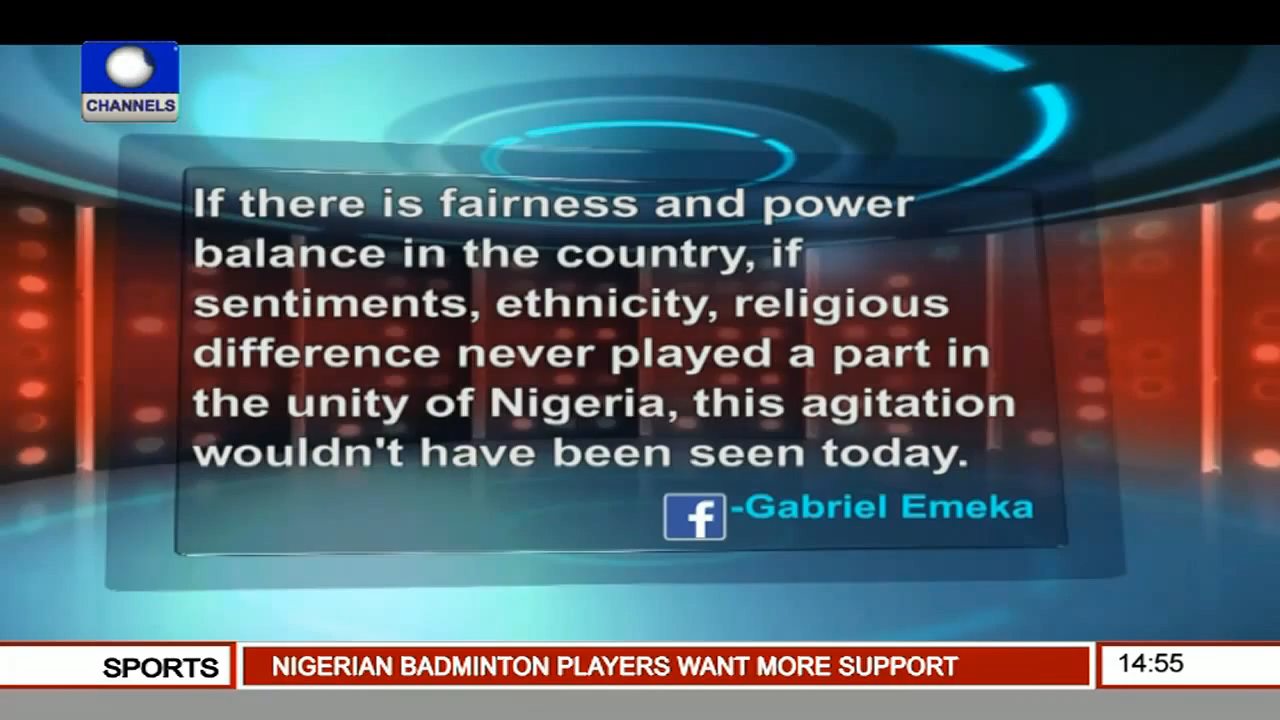 CHANNELS
If there is fairness and power
balance in the country, if
sentiments, ethnicity, religious
difference never played a part in
the unity of Nigeria, this agitation
wouldn't have been seen today.
f -Gabriel Emeka
SPORTS NIGERIAN BADMINTON PLAYERS WANT MORE SUPPORT 14:55